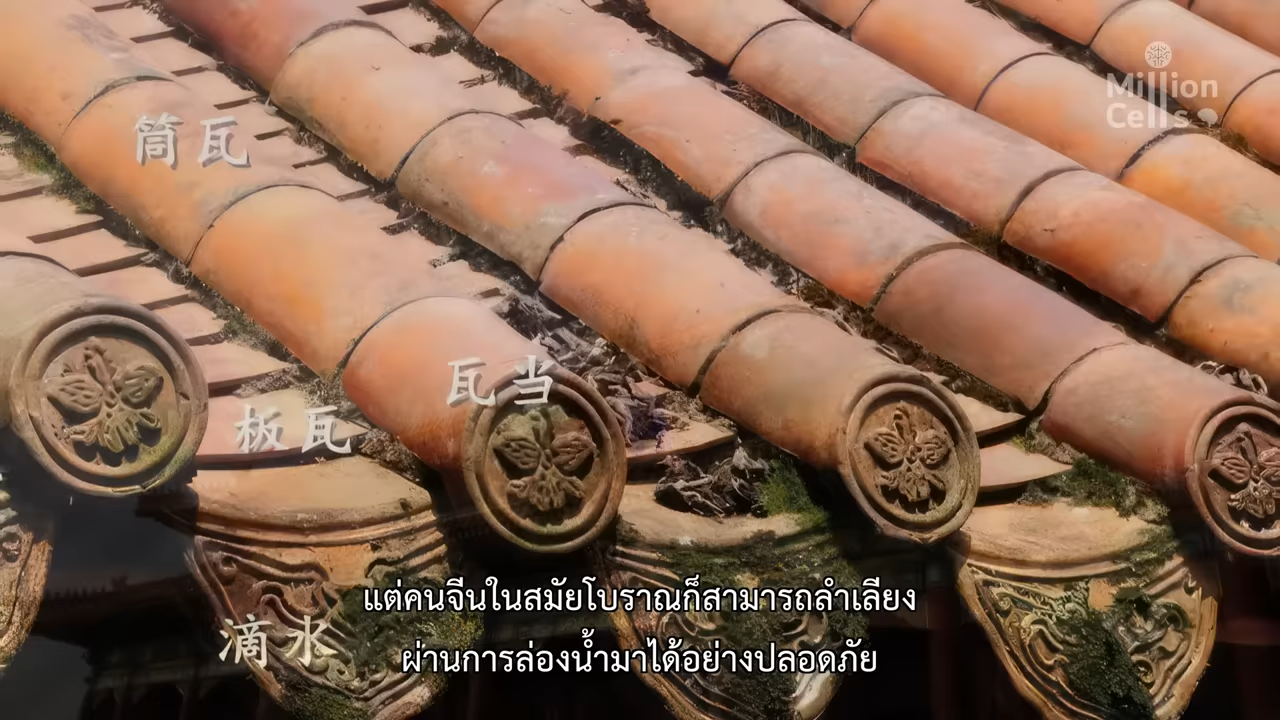 Million
Cells
筒瓦
瓦当
板瓦
滴水
แต่คนจีนในสมัยโบราณก็สามารถลำเลียง
ผ่านการล่องน้ำมาได้อย่างปลอดภัย